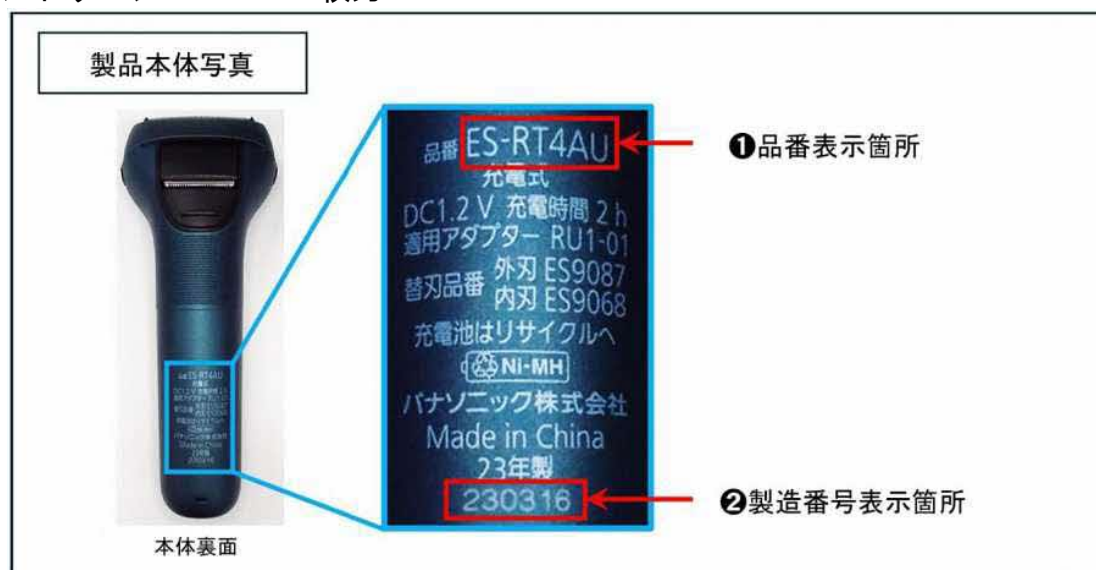 製品本体写真
品番 ES-RT4AU
充電式
DC1.2 V 充電時間 2 h
適用アダプター RU1-01
替刃品番 外刃 ES9087
内刃 ES9068
充電池はリサイクルへ
Ni-MH
パナソニック株式会社
Made in China
23年製
230316
❶品番表示箇所
❷製造番号表示箇所
本体裏面